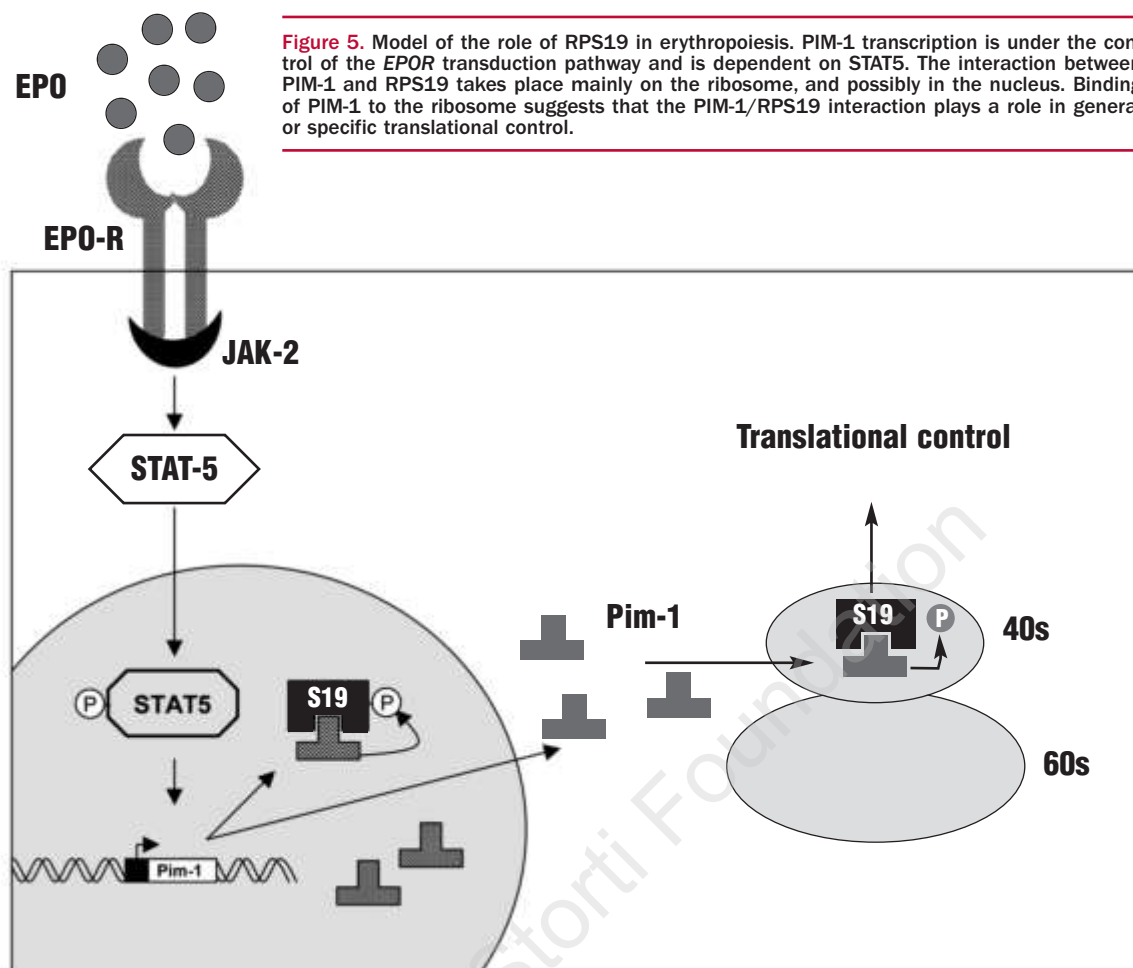 Figure 5. Model of the role of RPS19 in erythropoiesis. PIM-1 transcription is under the con
trol of the EPOR transduction pathway and is dependent on STAT5. The interaction between
PIM-1 and RPS19 takes place mainly on the ribosome, and possibly in the nucleus. Binding
of PIM-1 to the ribosome suggests that the PIM-1/RPS19 interaction plays a role in genera
or specific translational control.
EPO
EPO-R
JAK-2
STAT-5
Translational control
Pim-1
S19
P
40s
60s
P
STAT5
S19
P
Pim-1
storti Foundation